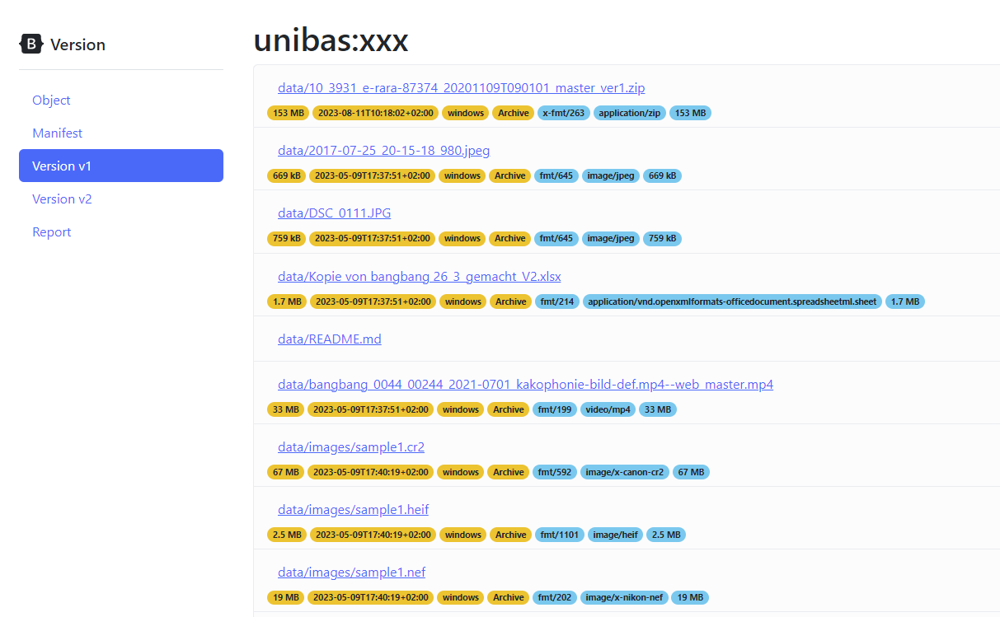 B Version
Object
Manifest
Version v1
Version v2
Report
unibas:xxx
data/10_3931_e-rara-87374_20201109T090101_master_ver1.zip
153 MB 2023-08-11T10:18:02+02:00 windows Archive x-fmt/263 application/zip 153 MB
data/2017-07-25_20-15-18_980.jpeg
669 kB 2023-05-09T17:37:51+02:00 windows Archive fmt/645 image/jpeg 669 kB
data/DSC_0111.JPG
759 kB 2023-05-09T17:37:51+02:00 windows Archive fmt/645 image/jpeg 759 kB
data/Kopie von bangbang 26_3_gemacht_V2.xlsx
1.7 MB 2023-05-09T17:37:51+02:00 windows Archive fmt/214 application/vnd.openxmlformats-officedocument.spreadsheetml.sheet 1.7 MB
data/README.md
data/bangbang_0044_00244_2021-0701_kakophonie-bild-def.mp4--web_master.mp4
33 MB 2023-05-09T17:37:51+02:00 windows Archive fmt/199 video/mp4 33 MB
data/images/sample1.cr2
67 MB 2023-05-09T17:40:19+02:00 windows Archive fmt/592 image/x-canon-cr2 67 MB
data/images/sample1.heif
2.5 MB 2023-05-09T17:40:19+02:00 windows Archive fmt/1101 image/heif 2.5 MB
data/images/sample1.nef
19 MB 2023-05-09T17:40:19+02:00 windows Archive fmt/202 image/x-nikon-nef 19 MB